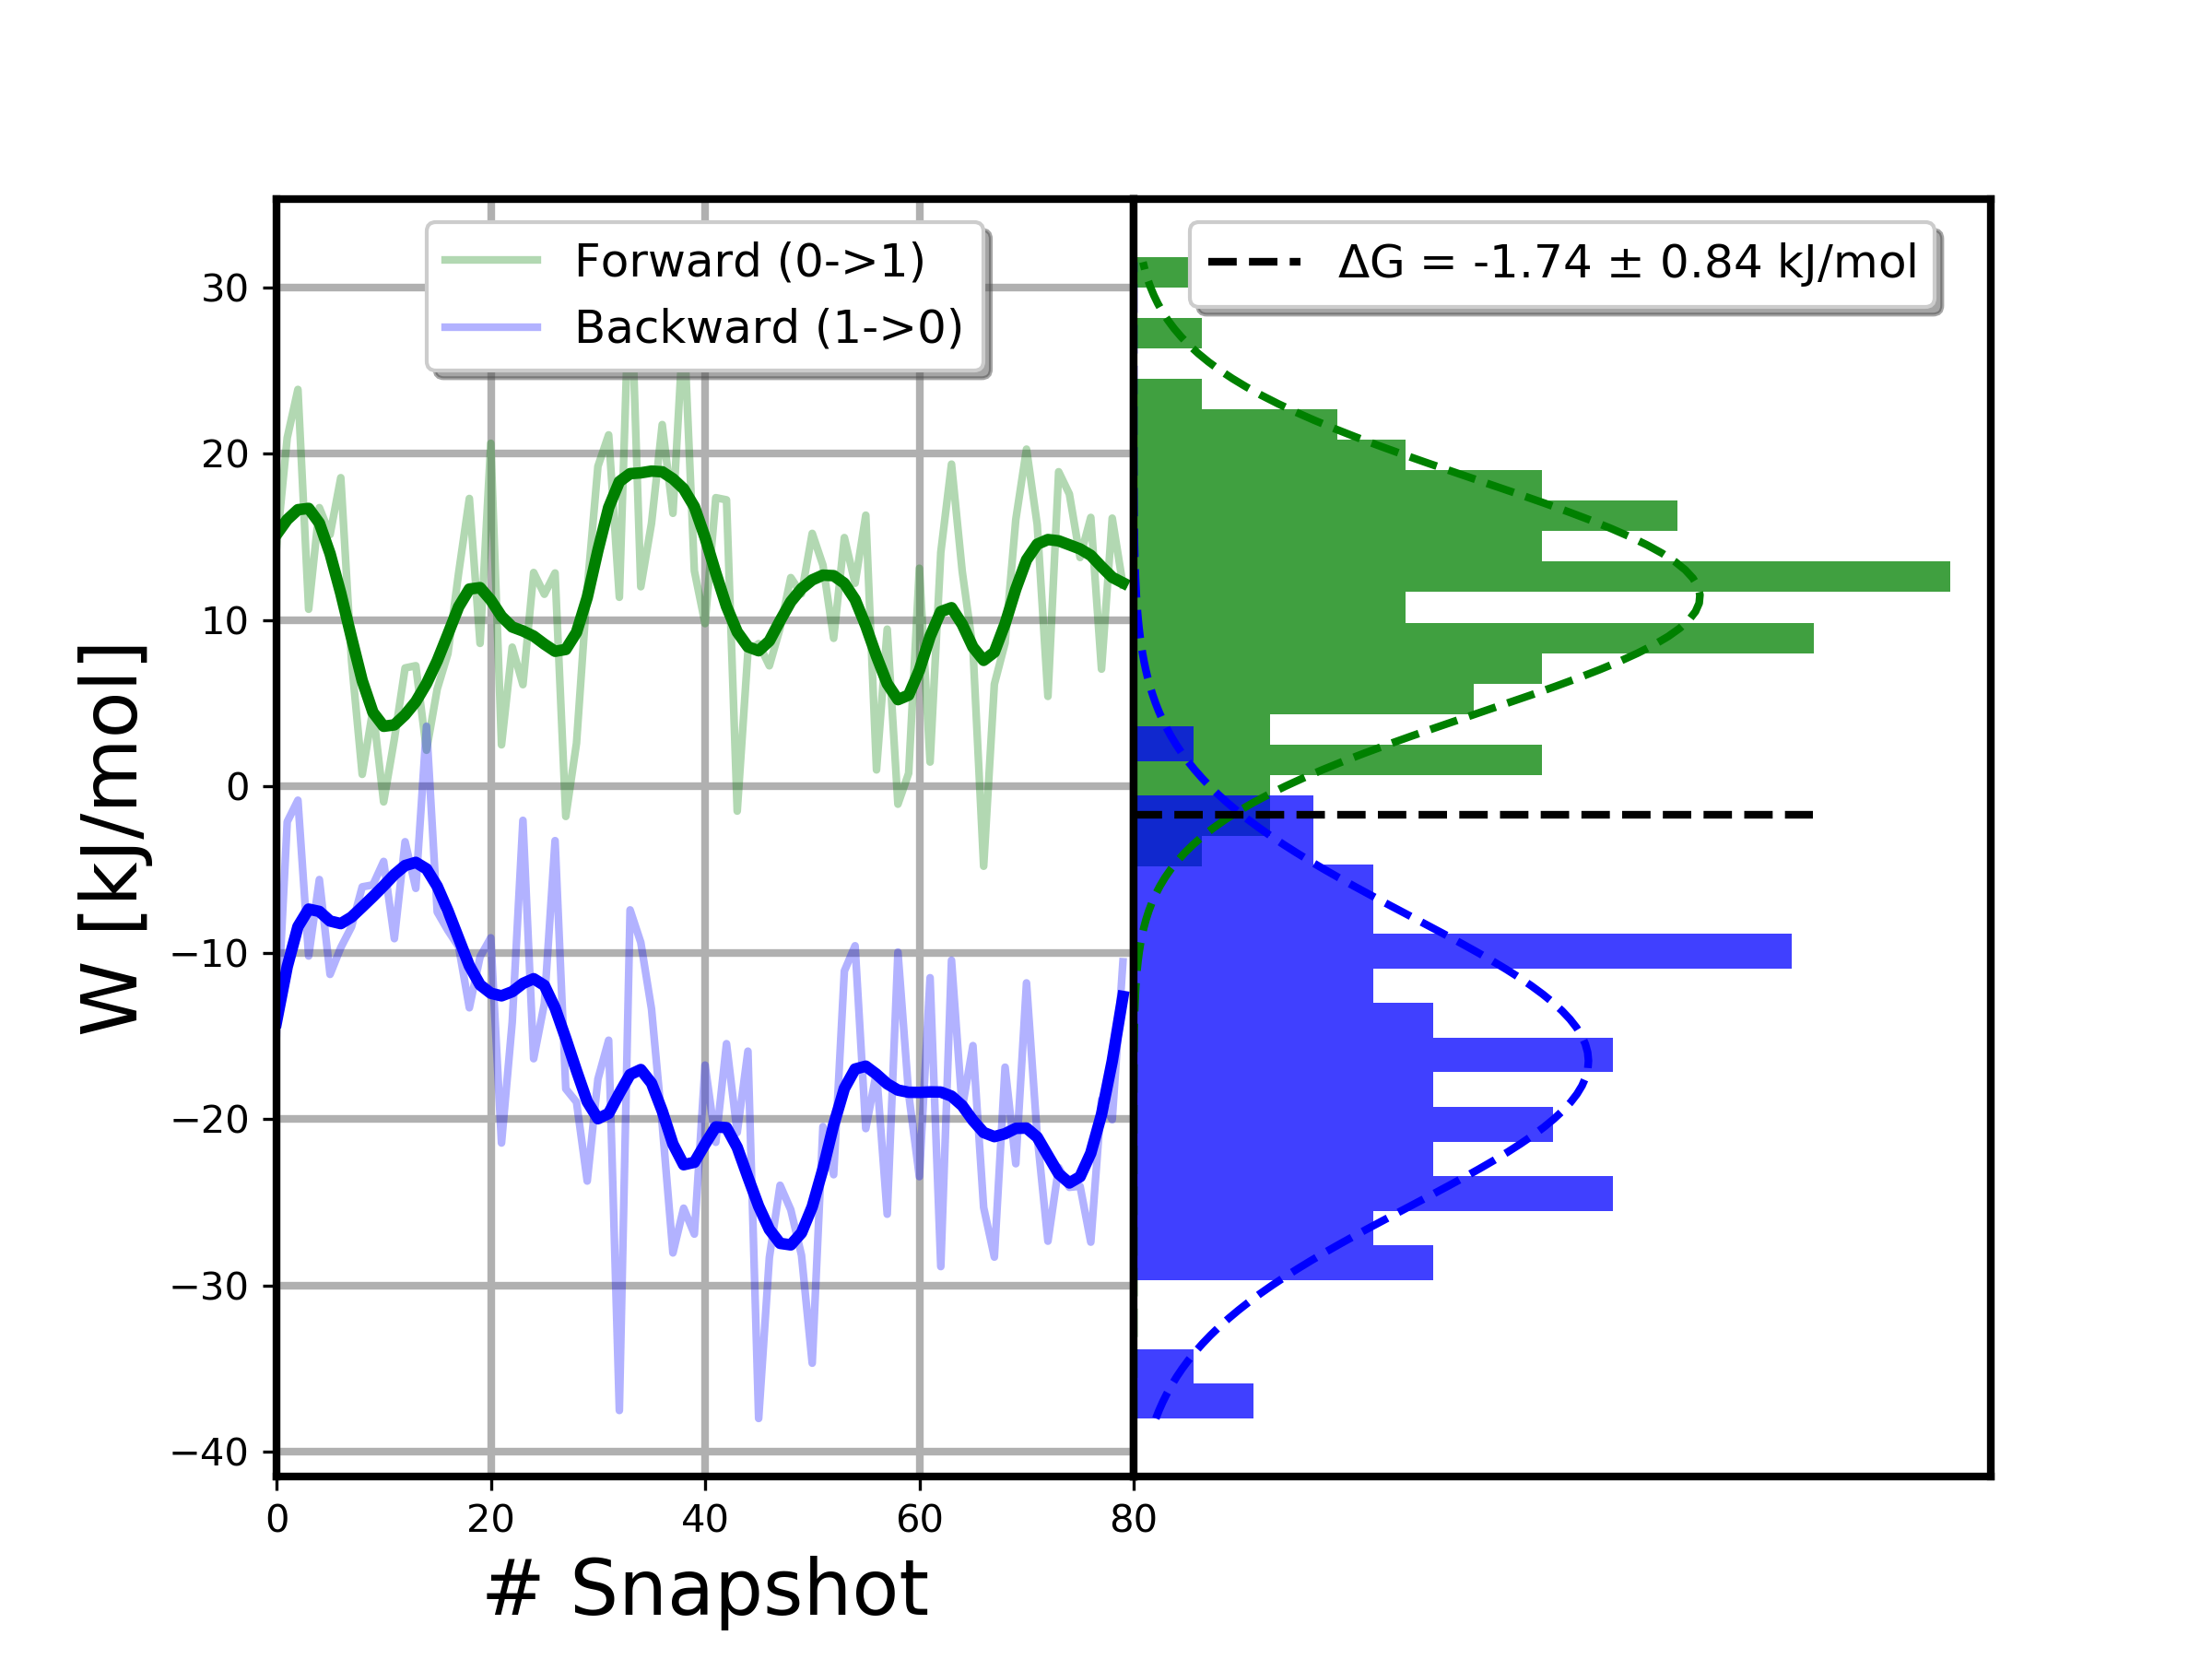 Forward (0->1)
Backward (1->0)
ΔG = -1.74 ± 0.84 kJ/mol
W [kJ/mol]
30
20
10
0
−10
−20
−30
−40
0 20 40 60 80
# Snapshot